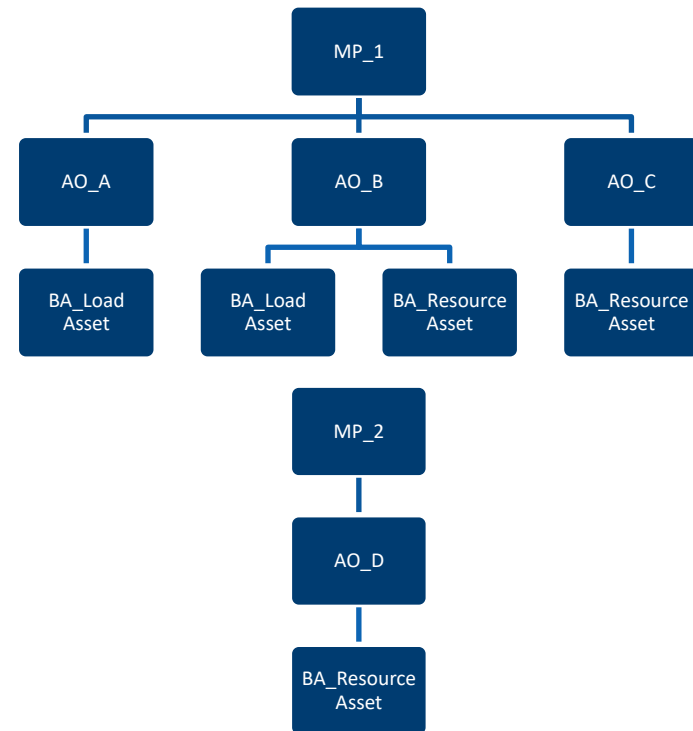 MP_1
AO_A
AO_B
AO_C
BA_Load
Asset
BA_Load
Asset
BA_Resource
Asset
BA_Resource
Asset
MP_2
AO_D
BA_Resource
Asset